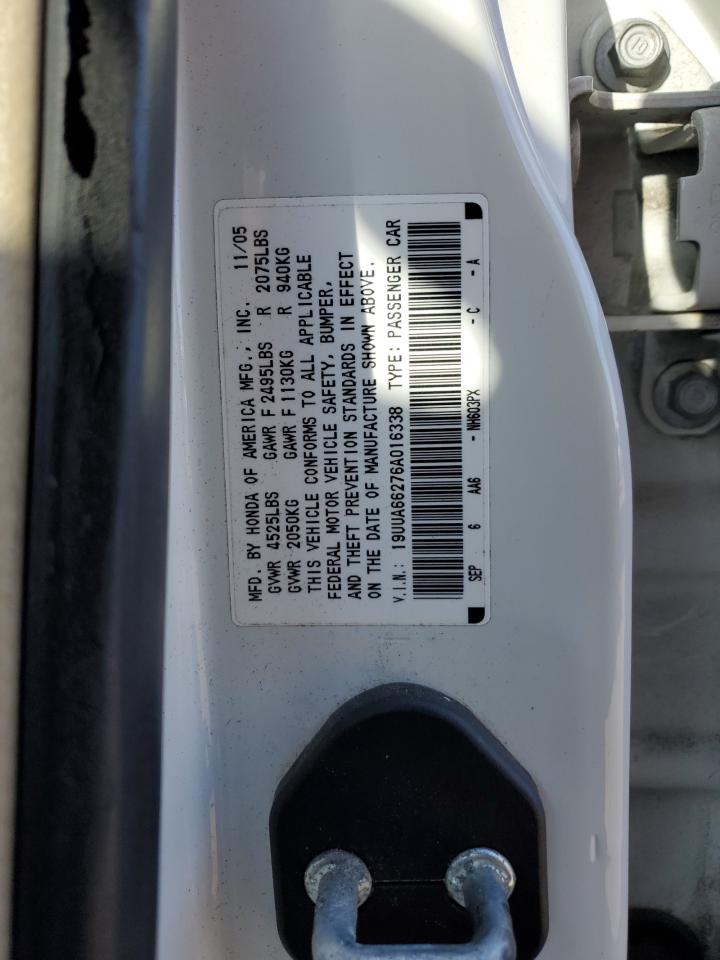 MFD. BY HONDA OF AMERICA MFG., INC. 11/05
GVWR 4525LBS GAWR F 2495LBS R 2075LBS
GVWR 2050KG GAWR F 1130KG R 940KG
THIS VEHICLE CONFORMS TO ALL APPLICABLE
FEDERAL MOTOR VEHICLE SAFETY, BUMPER,
AND THEFT PREVENTION STANDARDS IN EFFECT
ON THE DATE OF MANUFACTURE SHOWN ABOVE.
V.I.N.: 19UUA66276A016338 TYPE: PASSENGER CAR
SEP 6 AA6 - NH603PX - C - A
10